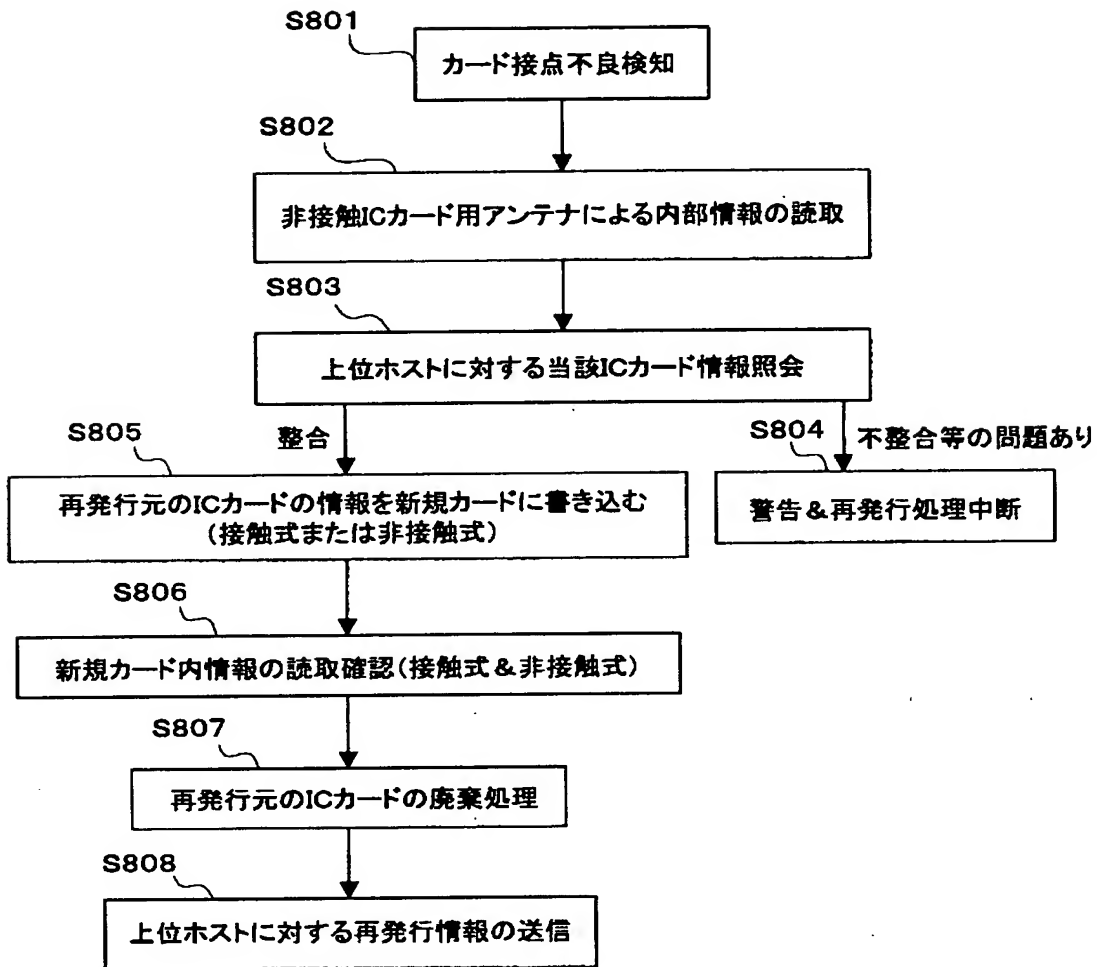 S801
カード接点不良検知
S802
非接触ICカード用アンテナによる内部情報の読取
S803
上位ホストに対する当該ICカード情報照会
S805
整合
S804
不整合等の問題あり
再発行元のICカードの情報を新規カードに書き込む
(接触式または非接触式)
警告&再発行処理中断
S806
新規カード内情報の読取確認(接触式&非接触式)
S807
再発行元のICカードの廃棄処理
S808
上位ホストに対する再発行情報の送信